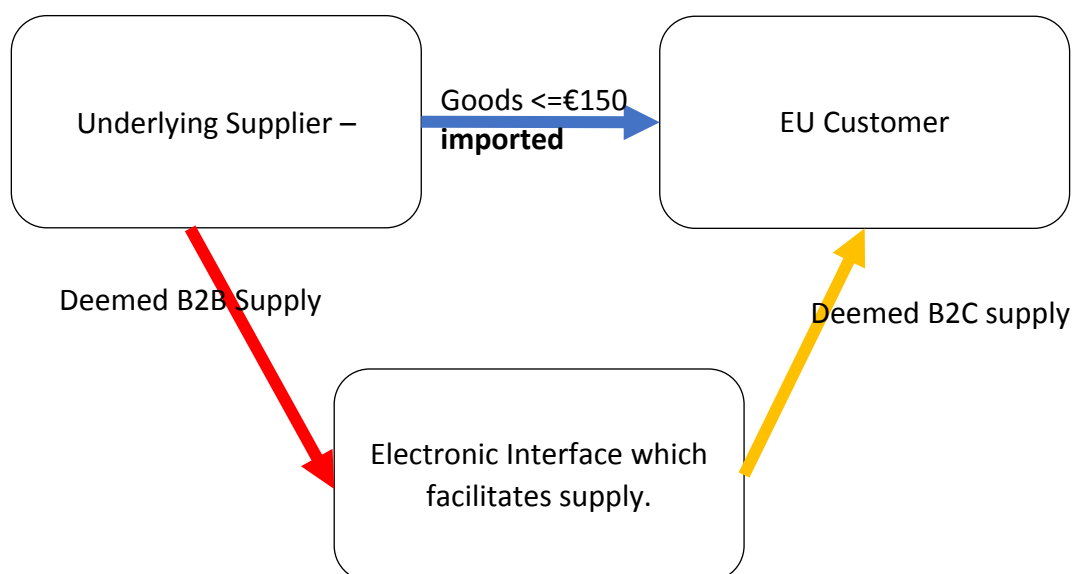 Underlying Supplier –
Goods <=€150
imported
EU Customer
Deemed B2B Supply
Deemed B2C supply
Electronic Interface which
facilitates supply.